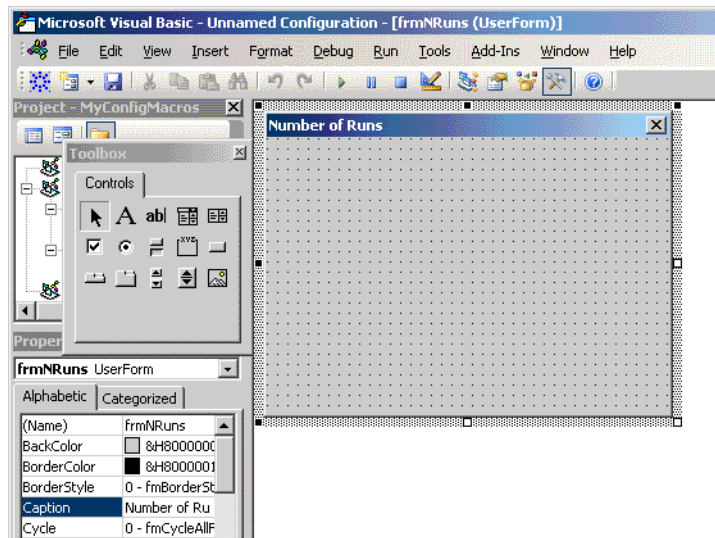 Microsoft Visual Basic - Unnamed Configuration - [frmNRuns (UserForm)]
File Edit View Insert Format Debug Run Tools Add-Ins Window Help
Project - MyConfigMacros
Number of Runs
Toolbox
Controls
A ab|
xyz
Proper
frmNRuns UserForm
Alphabetic Categorized
(Name) frmNRuns
BackColor &H8000000
BorderColor &H8000001
BorderStyle 0 - fmBorderSt
Caption Number of Ru
Cycle 0 - fmCycleAllF